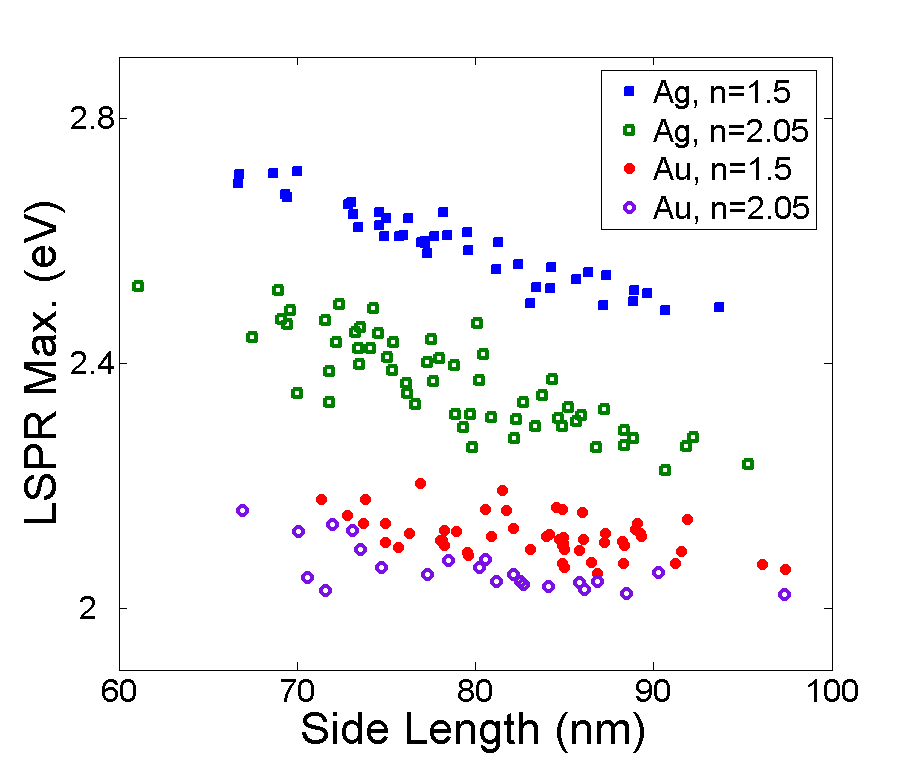 Ag, n=1.5
Ag, n=2.05
Au, n=1.5
Au, n=2.05
2.8
2.4
2
LSPR Max. (eV)
60 70 80 90 100
Side Length (nm)